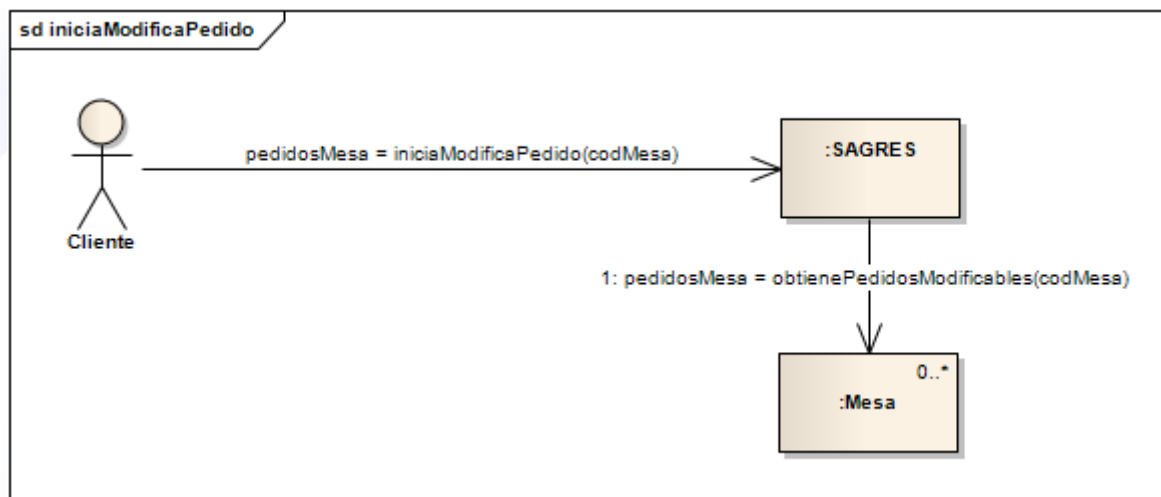 sd iniciaModificaPedido
pedidosMesa = iniciaModificaPedido(codMesa)
:SAGRES
Cliente
1: pedidosMesa = obtienePedidosModificables(codMesa)
0..*
:Mesa